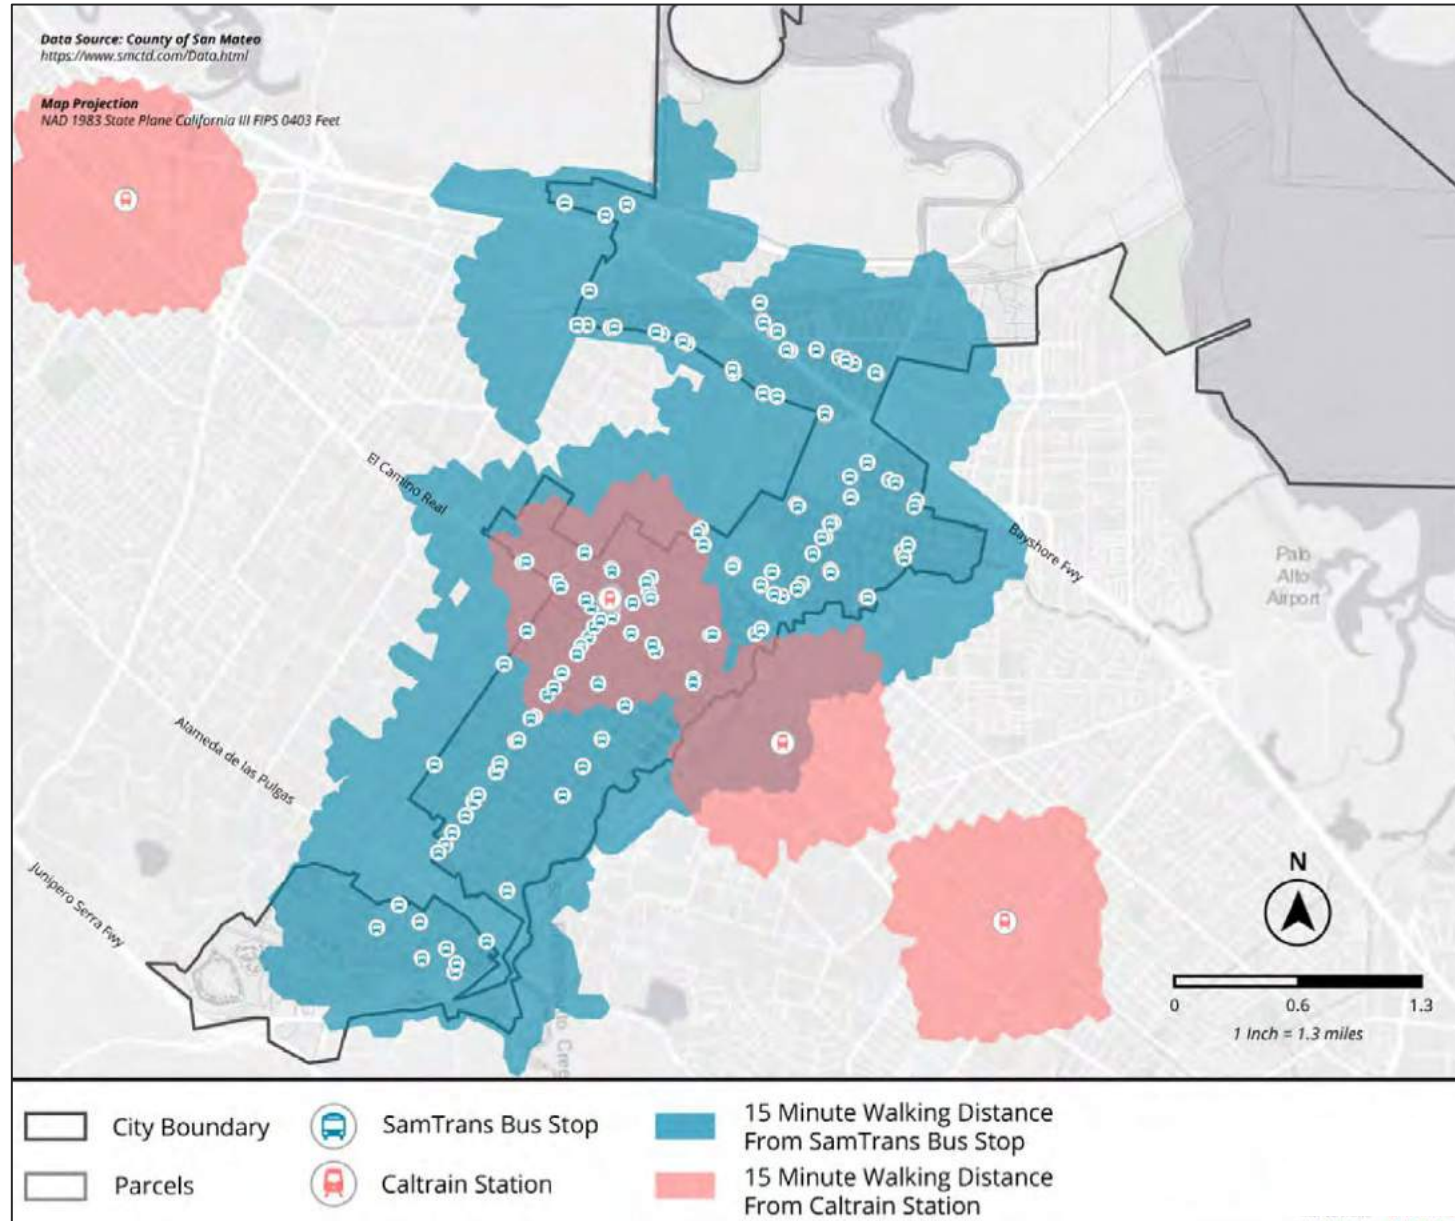 Data Source: County of San Mateo
https://www.smctd.com/Data.html
Map Projection
NAD 1983 State Plane California III FIPS 0403 Feet
El Camino Real
Bayshore Fwy
Palo
Alto
Airport
Alameda de las Pulgas
Junipero Serra Fwy
N
0 0.6 1.3
1 Inch = 1.3 miles
City Boundary
SamTrans Bus Stop
15 Minute Walking Distance
From SamTrans Bus Stop
Parcels
Caltrain Station
15 Minute Walking Distance
From Caltrain Station